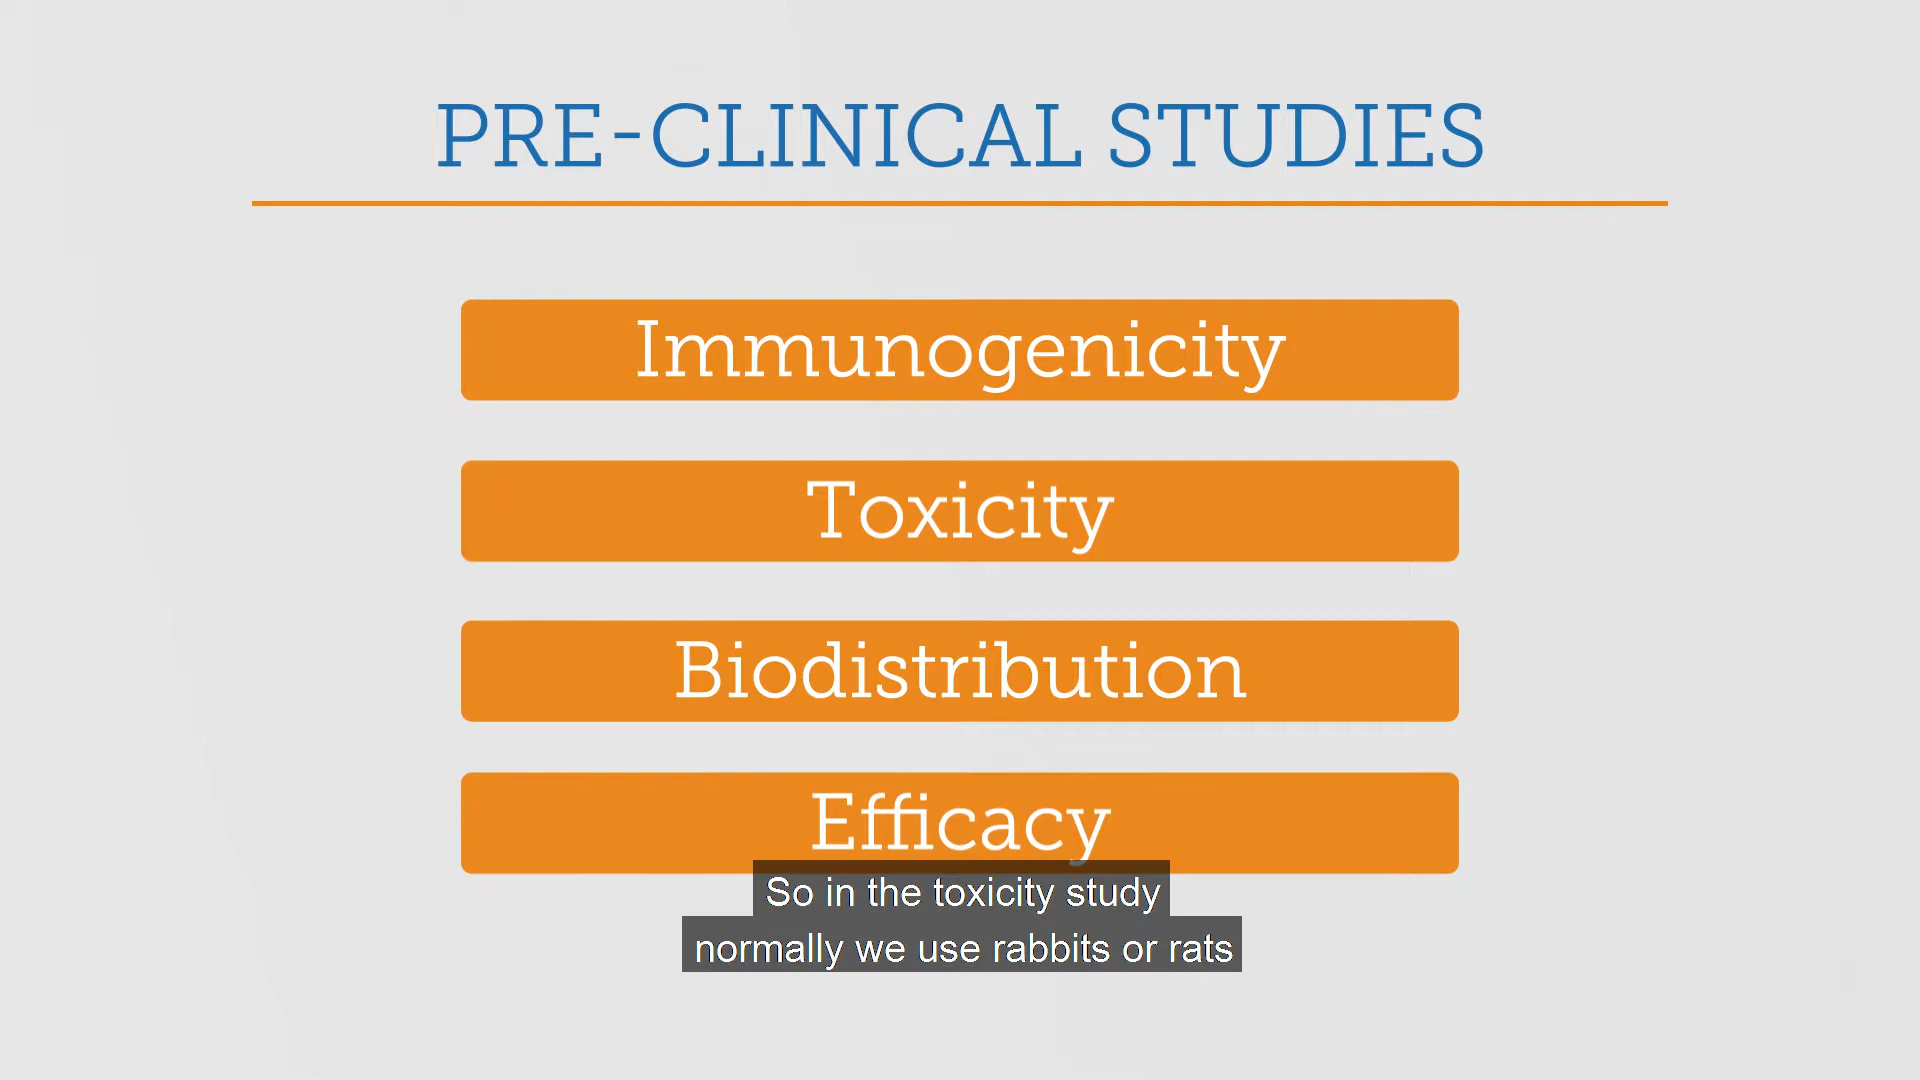 PRE-CLINICAL STUDIES
Immunogenicity
Toxicity
Biodistribution
Efficacy
So in the toxicity study
normally we use rabbits or rats